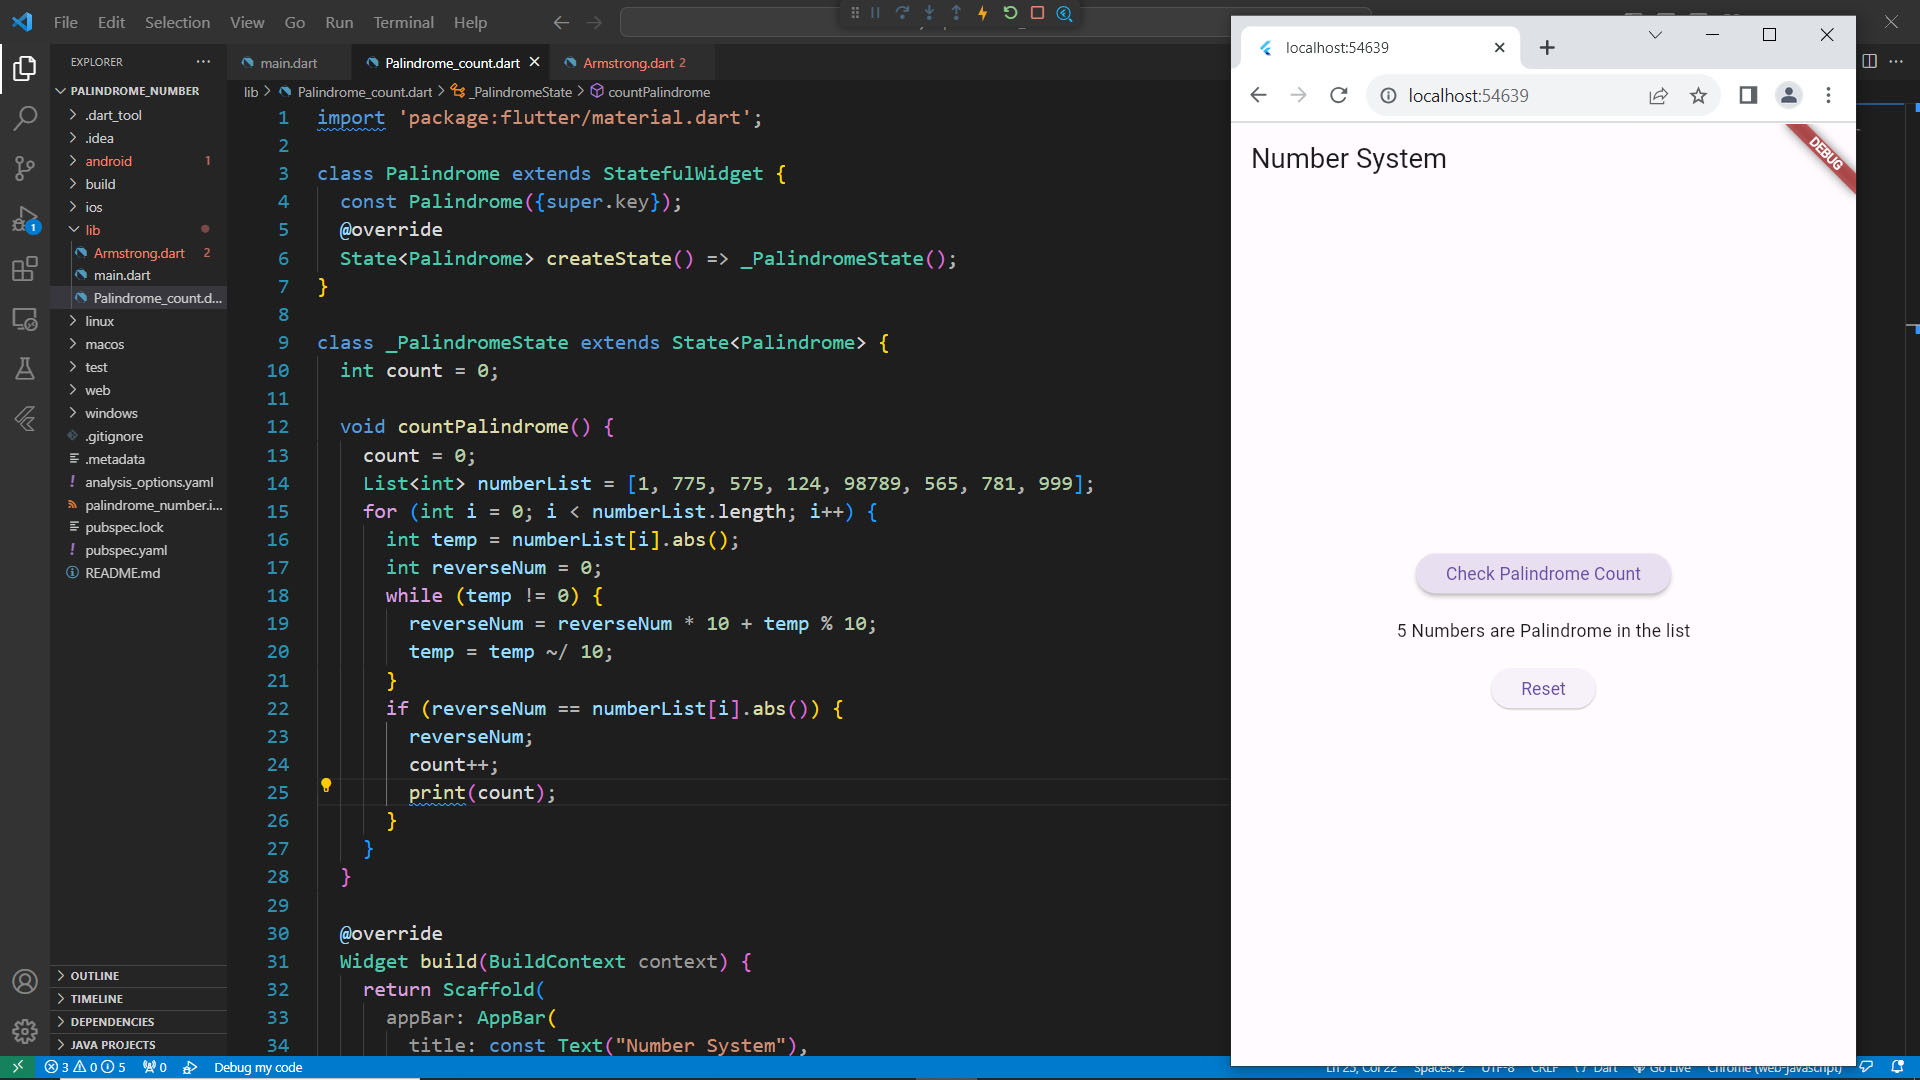 File Edit Selection View Go Run Terminal Help
EXPLORER
PALINDROME_NUMBER
.dart_tool
.idea
android 1
build
ios
lib
Armstrong.dart 2
main.dart
Palindrome_count.d...
linux
macos
test
web
windows
.gitignore
.metadata
analysis_options.yaml
palindrome_number.i...
pubspec.lock
pubspec.yaml
README.md
OUTLINE
TIMELINE
DEPENDENCIES
JAVA PROJECTS
1
main.dart Palindrome_count.dart Armstrong.dart 2
lib > Palindrome_count.dart > _PalindromeState > countPalindrome
1 import 'package:flutter/material.dart';
2
3 class Palindrome extends StatefulWidget {
4 const Palindrome({super.key});
5 @override
6 State<Palindrome> createState() => _PalindromeState();
7 }
8
9 class _PalindromeState extends State<Palindrome> {
10 int count = 0;
11
12 void countPalindrome() {
13 count = 0;
14 List<int> numberList = [1, 775, 575, 124, 98789, 565, 781, 999];
15 for (int i = 0; i < numberList.length; i++) {
16 int temp = numberList[i].abs();
17 int reverseNum = 0;
18 while (temp != 0) {
19 reverseNum = reverseNum * 10 + temp % 10;
20 temp = temp ~/ 10;
21 }
22 if (reverseNum == numberList[i].abs()) {
23 reverseNum;
24 count++;
25 print(count);
26 }
27 }
28 }
29
30 @override
31 Widget build(BuildContext context) {
32 return Scaffold(
33 appBar: AppBar(
34 title: const Text("Number System"),
localhost:54639
localhost:54639
Number System
DEBUG
Check Palindrome Count
5 Numbers are Palindrome in the list
Reset
3 0 5 0 Debug my code Ln 25, Col 22 Spaces: 2 UTF-8 CRLF Dart Go Live Chrome (web-javascript)